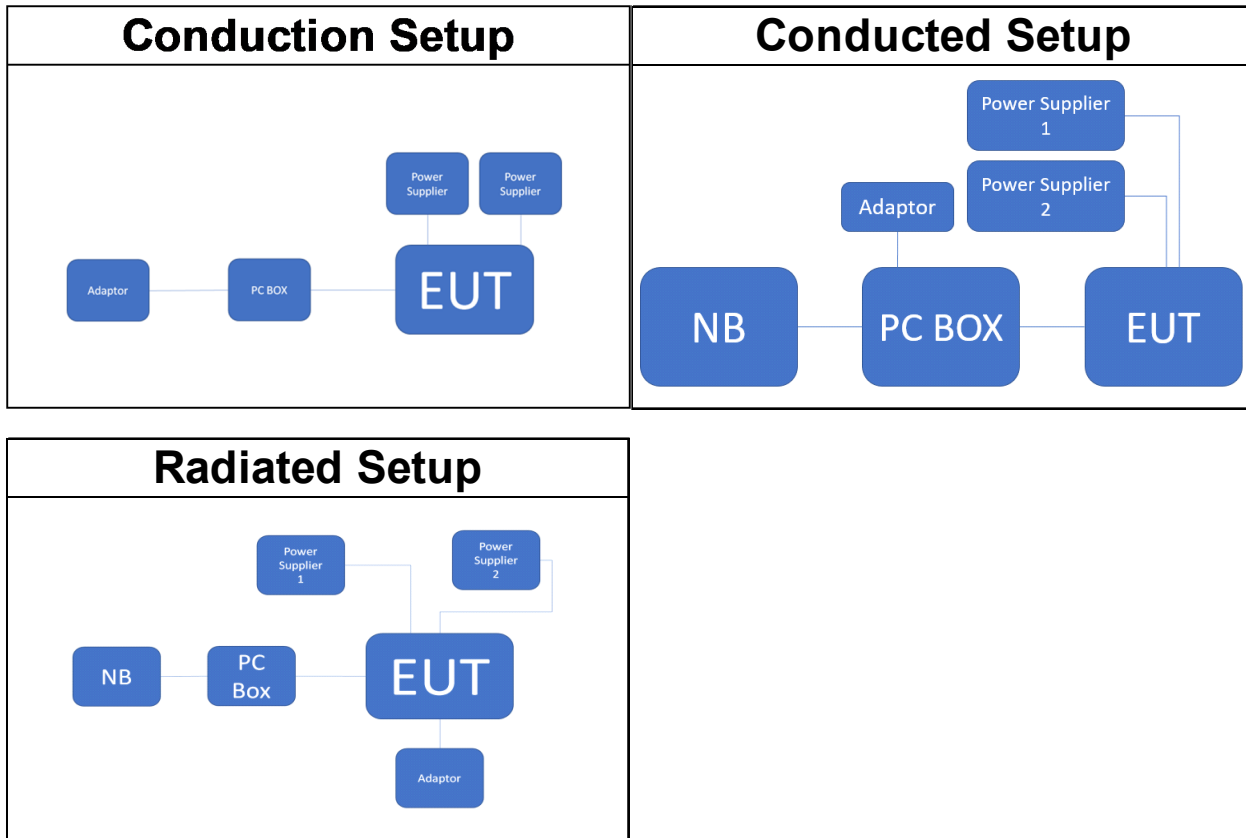 Conduction Setup
Power
Supplier
Power
Supplier
Adaptor
PC BOX
EUT
Conducted Setup
Power Supplier
1
Power Supplier
2
Adaptor
NB
PC BOX
EUT
Radiated Setup
Power
Supplier
1
Power
Supplier
2
NB
PC
Box
EUT
Adaptor